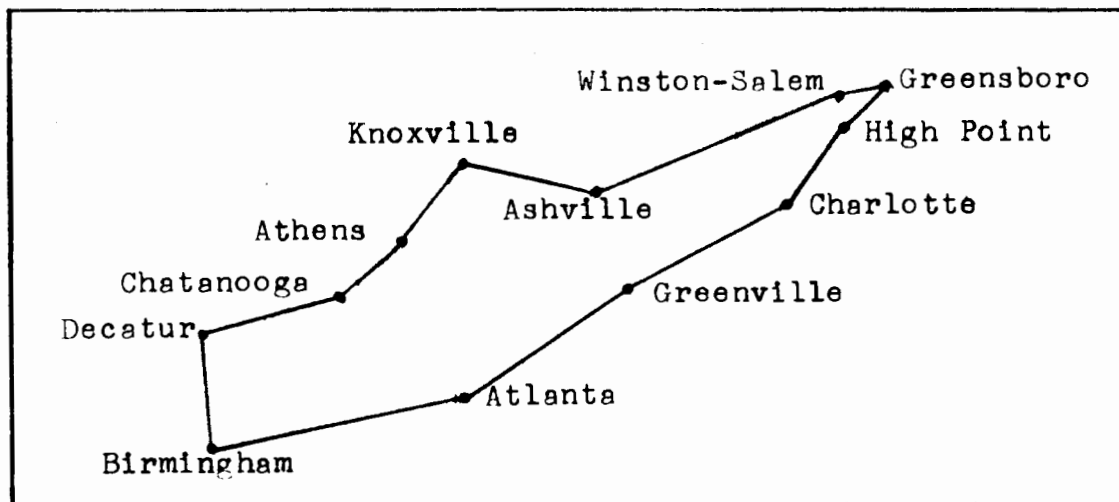 Winston-Salem
Greensboro
Knoxville
High Point
Ashville
Charlotte
Athens
Chatanooga
Greenville
Decatur
Atlanta
Birmingham